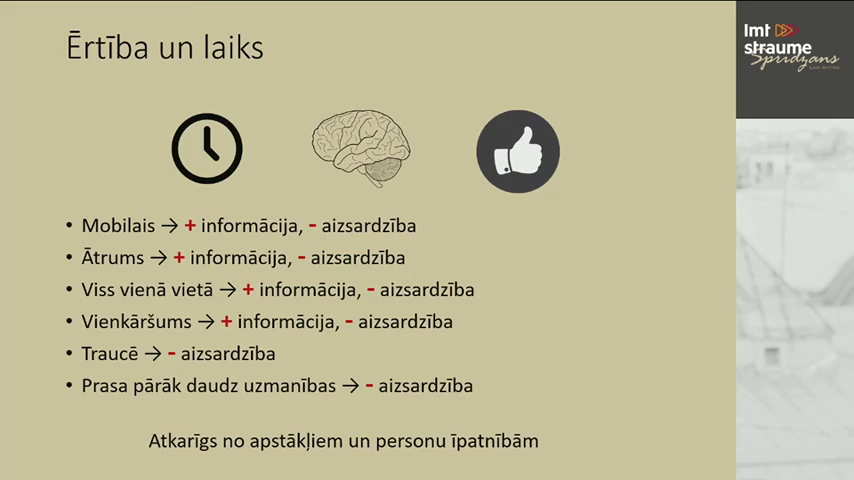 Ērtība un laiks
lmt
straume
Spridzāns
• Mobilais → + informācija, - aizsardzība
• Ātrums → + informācija, - aizsardzība
• Viss vienā vietā → + informācija, - aizsardzība
• Vienkāršums → + informācija, - aizsardzība
• Traucē → - aizsardzība
• Prasa pārāk daudz uzmanības → - aizsardzība
Atkarīgs no apstākļiem un personu īpatnībām